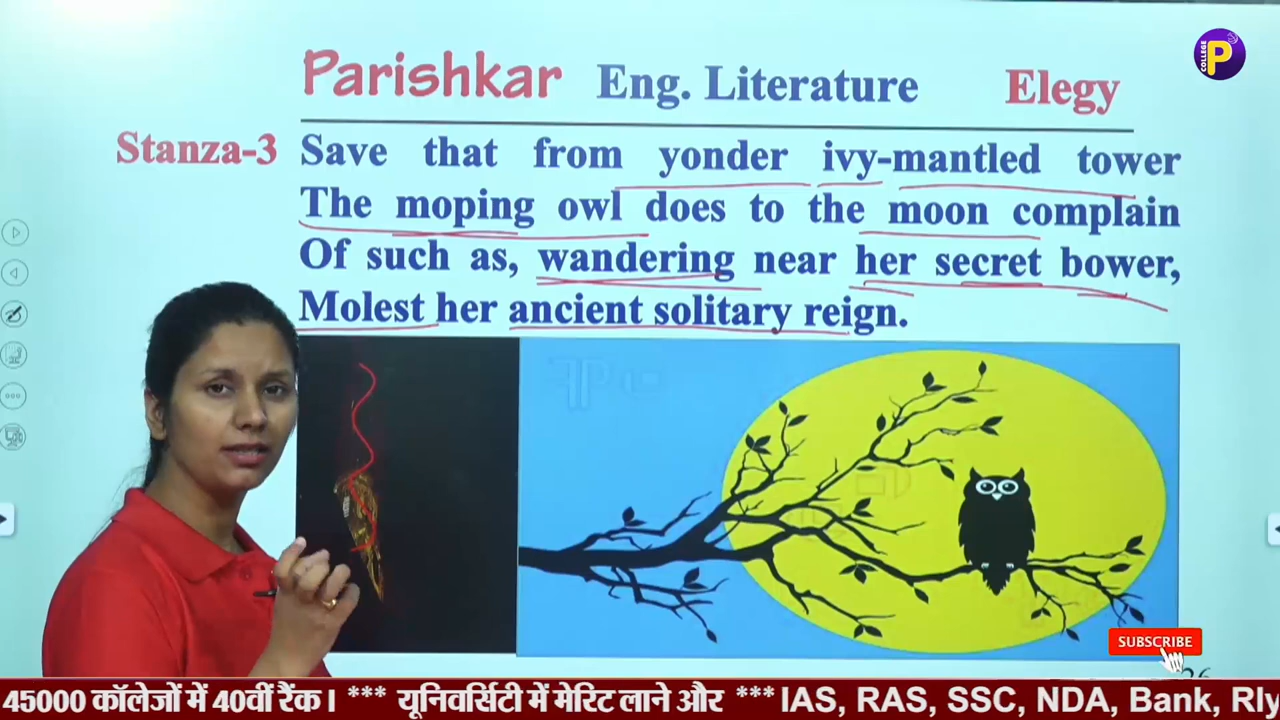 COLLEGE P
Parishkar Eng. Literature Elegy
Stanza-3 Save that from yonder ivy-mantled tower
The moping owl does to the moon complain
Of such as, wandering near her secret bower,
Molest her ancient solitary reign.
SUBSCRIBE
45000 कॉलेजों में 40वीं रैंक। *** यूनिवर्सिटी में मेरिट लाने और *** IAS, RAS, SSC, NDA, Bank, Rly